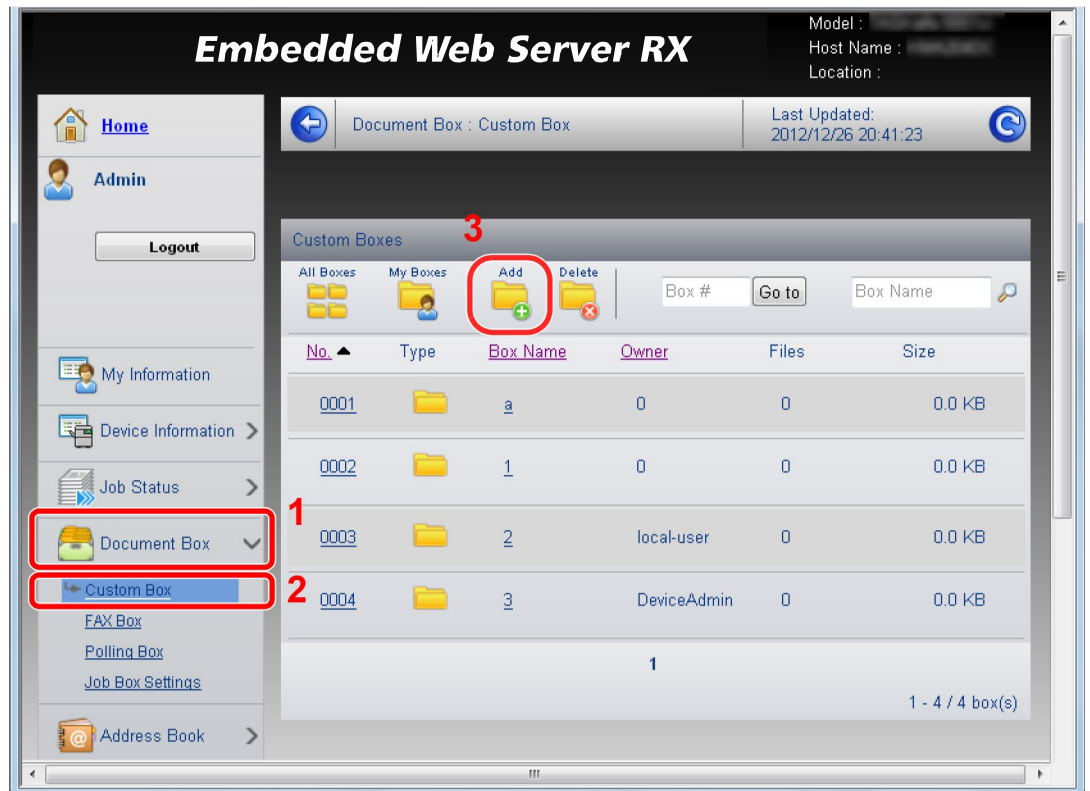 Embedded Web Server RX
Model :
Host Name :
Location :
Home
Admin
Logout
My Information
Device Information
Job Status
Document Box
1
Custom Box
2
FAX Box
Polling Box
Job Box Settings
Address Book
Document Box : Custom Box
Last Updated:
2012/12/26 20:41:23
3
Custom Boxes
All Boxes My Boxes Add Delete Box # Go to Box Name
No. Type Box Name Owner Files Size
0001 a 0 0 0.0 KB
0002 1 0 0 0.0 KB
0003 2 local-user 0 0.0 KB
0004 3 DeviceAdmin 0 0.0 KB
1
1 - 4 / 4 box(s)